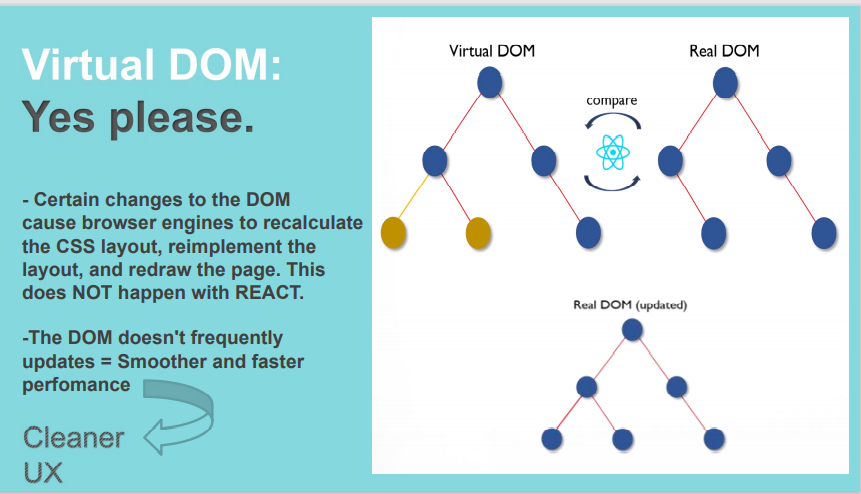 Virtual DOM:
Yes please.
- Certain changes to the DOM
cause browser engines to recalculate
the CSS layout, reimplement the
layout, and redraw the page. This
does NOT happen with REACT.
-The DOM doesn't frequently
updates = Smoother and faster
perfomance
Cleaner
UX
Virtual DOM
Real DOM
compare
Real DOM (updated)